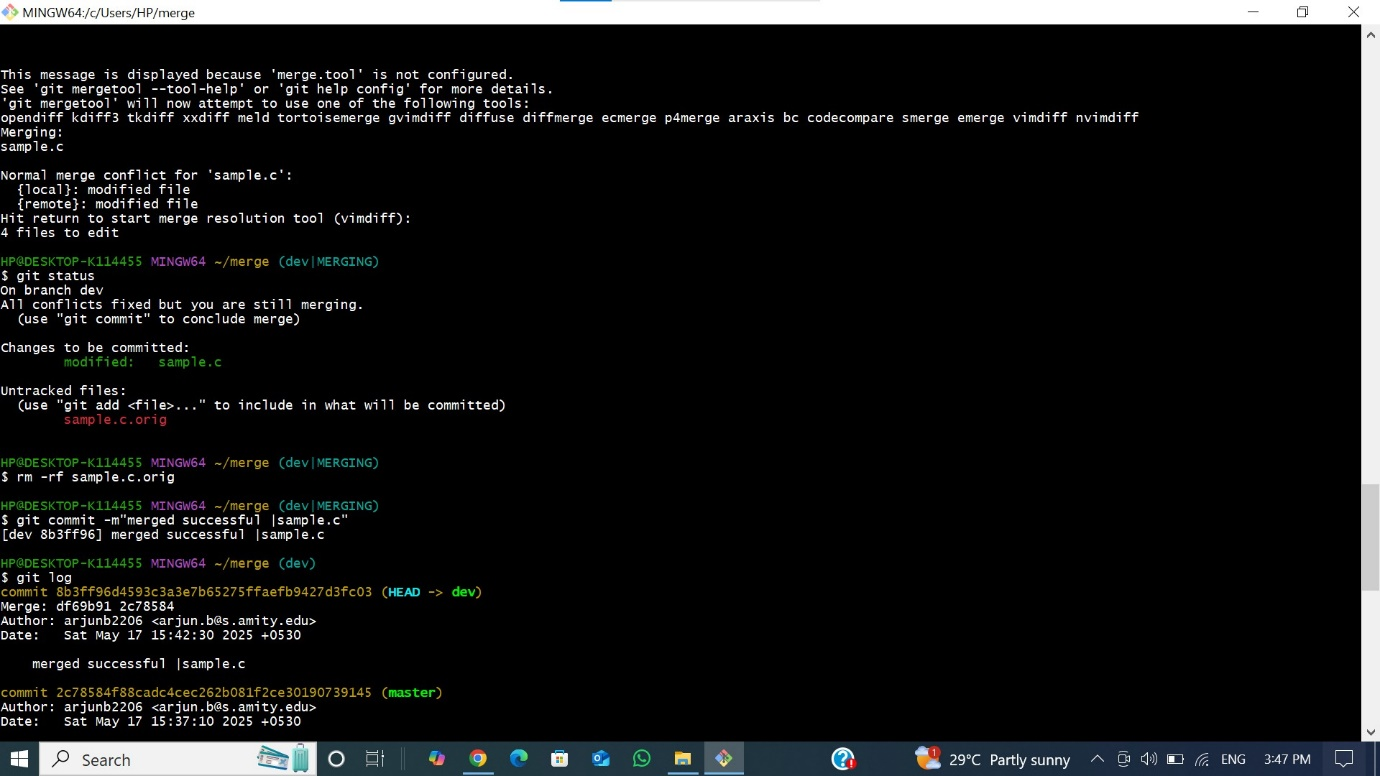 MINGW64:/c/Users/HP/merge
This message is displayed because 'merge.tool' is not configured.
See 'git mergetool --tool-help' or 'git help config' for more details.
'git mergetool' will now attempt to use one of the following tools:
opendiff kdiff3 tkdiff xxdiff meld tortoisemerge gvimdiff diffuse diffmerge ecmerge p4merge araxis bc codecompare smerge emerge vimdiff nvimdiff
Merging:
sample.c
Normal merge conflict for 'sample.c':
  {local}: modified file
  {remote}: modified file
Hit return to start merge resolution tool (vimdiff):
4 files to edit
HP@DESKTOP-K114455 MINGW64 ~/merge (dev|MERGING)
$ git status
On branch dev
All conflicts fixed but you are still merging.
  (use "git commit" to conclude merge)
Changes to be committed:
        modified:   sample.c
Untracked files:
  (use "git add <file>..." to include in what will be committed)
        sample.c.orig
HP@DESKTOP-K114455 MINGW64 ~/merge (dev|MERGING)
$ rm -rf sample.c.orig
HP@DESKTOP-K114455 MINGW64 ~/merge (dev|MERGING)
$ git commit -m"merged successful |sample.c"
[dev 8b3ff96] merged successful |sample.c
HP@DESKTOP-K114455 MINGW64 ~/merge (dev)
$ git log
commit 8b3ff96d4593c3a3e7b65275ffaefb9427d3fc03 (HEAD -> dev)
Merge: df69b91 2c78584
Author: arjunb2206 <arjun.b@s.amity.edu>
Date:   Sat May 17 15:42:30 2025 +0530
    merged successful |sample.c
commit 2c78584f88cadc4cec262b081f2ce30190739145 (master)
Author: arjunb2206 <arjun.b@s.amity.edu>
Date:   Sat May 17 15:37:10 2025 +0530
Search
1
29°C Partly sunny
ENG
3:47 PM